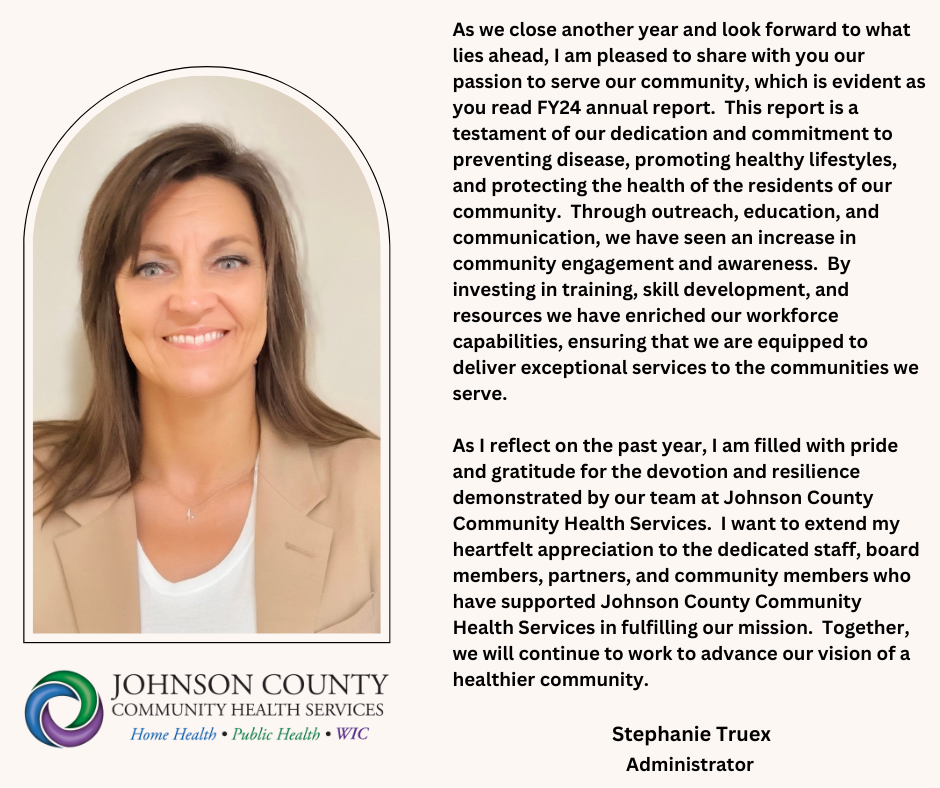 As we close another year and look forward to what
lies ahead, I am pleased to share with you our
passion to serve our community, which is evident as
you read FY24 annual report.  This report is a
testament of our dedication and commitment to
preventing disease, promoting healthy lifestyles,
and protecting the health of the residents of our
community.  Through outreach, education, and
communication, we have seen an increase in
community engagement and awareness.  By
investing in training, skill development, and
resources we have enriched our workforce
capabilities, ensuring that we are equipped to
deliver exceptional services to the communities we
serve.
As I reflect on the past year, I am filled with pride
and gratitude for the devotion and resilience
demonstrated by our team at Johnson County
Community Health Services.  I want to extend my
heartfelt appreciation to the dedicated staff, board
members, partners, and community members who
have supported Johnson County Community
Health Services in fulfilling our mission.  Together,
we will continue to work to advance our vision of a
healthier community.
Stephanie Truex
Administrator
JOHNSON COUNTY
COMMUNITY HEALTH SERVICES
Home Health • Public Health • WIC